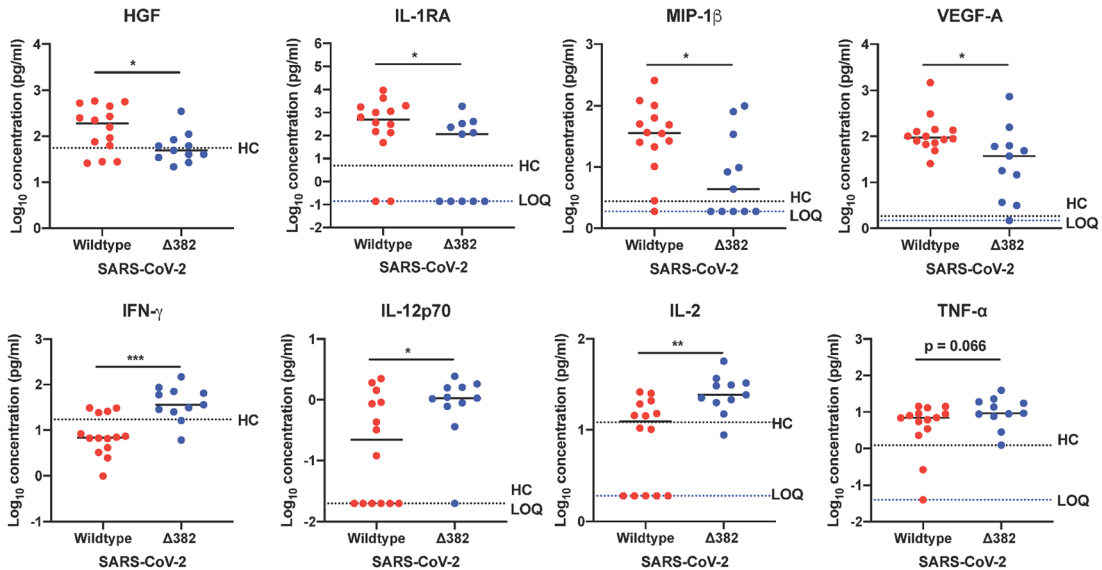 HGF
Log10 concentration (pg/ml)
4
3
2
1
0
*
HC
Wildtype
Δ382
SARS-CoV-2
IL-1RA
Log10 concentration (pg/ml)
6
5
4
3
2
1
0
-1
-2
*
HC
LOQ
Wildtype
Δ382
SARS-CoV-2
MIP-1β
Log10 concentration (pg/ml)
3
2
1
0
*
HC
LOQ
Wildtype
Δ382
SARS-CoV-2
VEGF-A
Log10 concentration (pg/ml)
4
3
2
1
0
*
HC
LOQ
Wildtype
Δ382
SARS-CoV-2
IFN-γ
Log10 concentration (pg/ml)
3
2
1
0
-1
***
HC
Wildtype
Δ382
SARS-CoV-2
IL-12p70
Log10 concentration (pg/ml)
1
0
-1
-2
*
HC
LOQ
Wildtype
Δ382
SARS-CoV-2
IL-2
Log10 concentration (pg/ml)
2
1
0
**
HC
LOQ
Wildtype
Δ382
SARS-CoV-2
TNF-α
Log10 concentration (pg/ml)
3
2
1
0
-1
-2
p = 0.066
HC
LOQ
Wildtype
Δ382
SARS-CoV-2